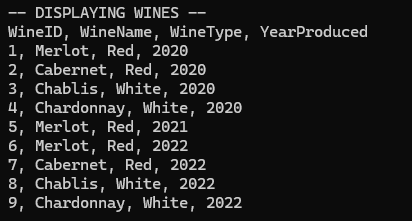 -- DISPLAYING WINES --
WineID, WineName, WineType, YearProduced
1, Merlot, Red, 2020
2, Cabernet, Red, 2020
3, Chablis, White, 2020
4, Chardonnay, White, 2020
5, Merlot, Red, 2021
6, Merlot, Red, 2022
7, Cabernet, Red, 2022
8, Chablis, White, 2022
9, Chardonnay, White, 2022